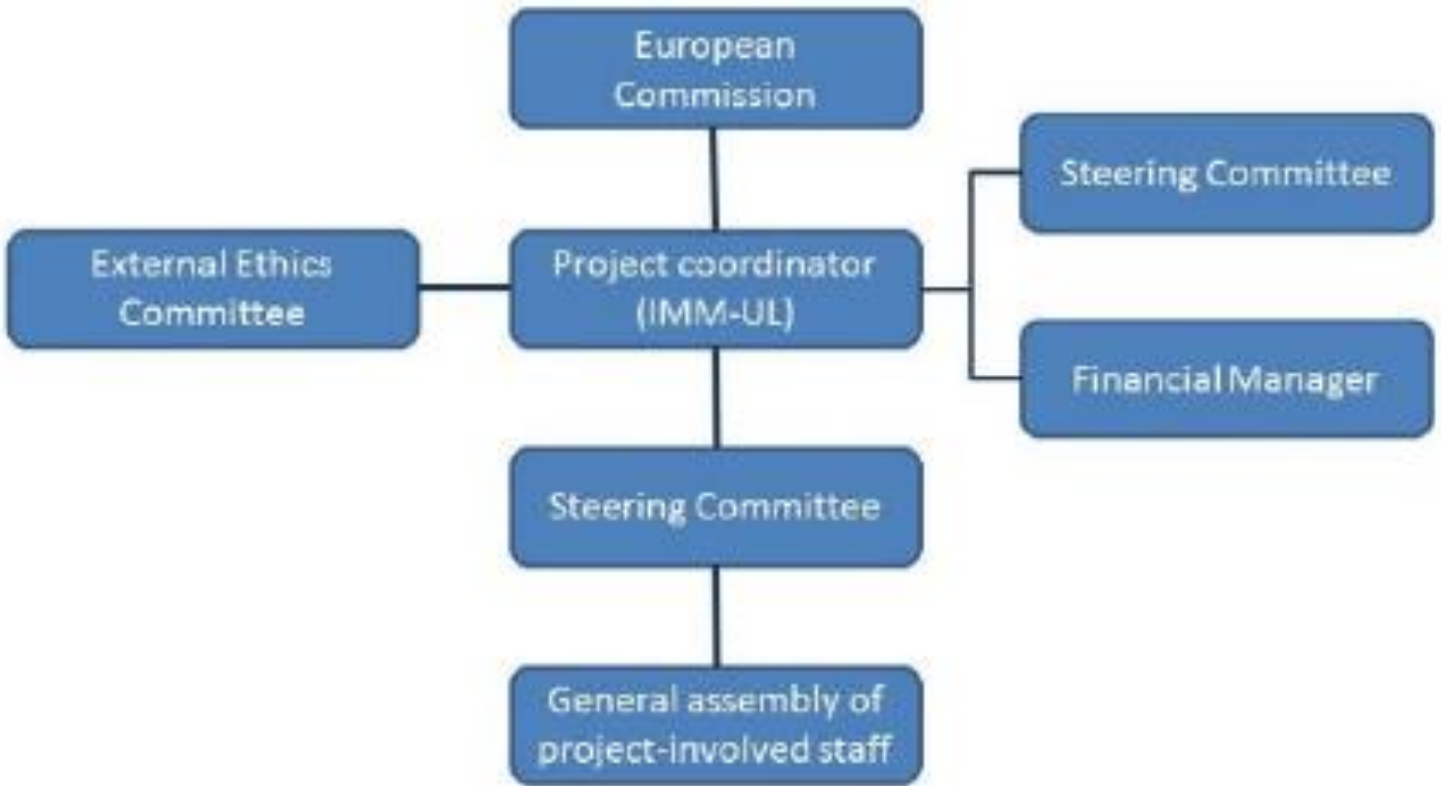 European
Commission
Steering Committee
External Ethics
Committee
Project coordinator
(IMM-UL)
Financial Manager
Steering Committee
General assembly of
project-involved staff